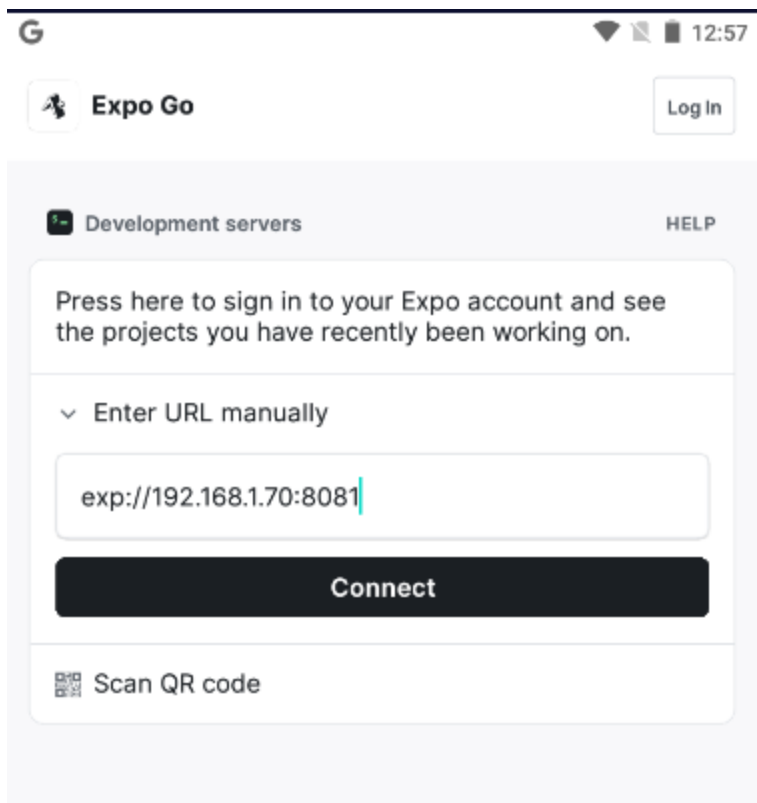 G 12:57
Expo Go
Log In
Development servers
HELP
Press here to sign in to your Expo account and see
the projects you have recently been working on.
Enter URL manually
exp://192.168.1.70:8081
Connect
Scan QR code